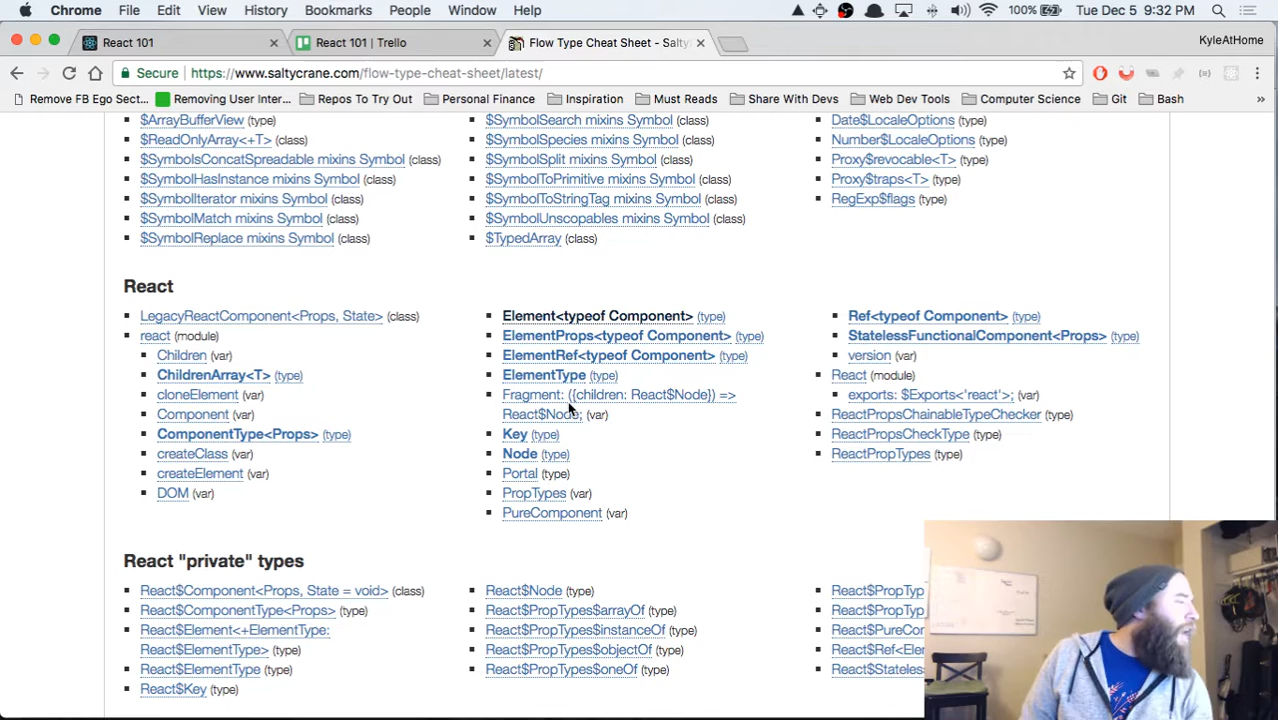 Chrome File Edit View History Bookmarks People Window Help 100% Tue Dec 5 9:32 PM
React 101 React 101 | Trello Flow Type Cheat Sheet - Salty KyleAtHome
Secure https://www.saltycrane.com/flow-type-cheat-sheet/latest/
Remove FB Ego Sect... Removing User Inter... Repos To Try Out Personal Finance Inspiration Must Reads Share With Devs Web Dev Tools Computer Science Git Bash »
$ArrayBufferView (type)
$ReadOnlyArray<+T> (class)
$SymbolIsConcatSpreadable mixins Symbol (class)
$SymbolHasInstance mixins Symbol (class)
$SymbolIterator mixins Symbol (class)
$SymbolMatch mixins Symbol (class)
$SymbolReplace mixins Symbol (class)
$SymbolSearch mixins Symbol (class)
$SymbolSpecies mixins Symbol (class)
$SymbolSplit mixins Symbol (class)
$SymbolToPrimitive mixins Symbol (class)
$SymbolToStringTag mixins Symbol (class)
$SymbolUnscopables mixins Symbol (class)
$TypedArray (class)
Date$LocaleOptions (type)
Number$LocaleOptions (type)
Proxy$revocable<T> (type)
Proxy$traps<T> (type)
RegExp$flags (type)
React
LegacyReactComponent<Props, State> (class)
react (module)
Children (var)
ChildrenArray<T> (type)
cloneElement (var)
Component (var)
ComponentType<Props> (type)
createClass (var)
createElement (var)
DOM (var)
Element<typeof Component> (type)
ElementProps<typeof Component> (type)
ElementRef<typeof Component> (type)
ElementType (type)
Fragment: ({children: React$Node}) =>
React$Node; (var)
Key (type)
Node (type)
Portal (type)
PropTypes (var)
PureComponent (var)
Ref<typeof Component> (type)
StatelessFunctionalComponent<Props> (type)
version (var)
React (module)
exports: $Exports<'react'>; (var)
ReactPropsChainableTypeChecker (type)
ReactPropsCheckType (type)
ReactPropTypes (type)
React "private" types
React$Component<Props, State = void> (class)
React$ComponentType<Props> (type)
React$Element<+ElementType:
React$ElementType> (type)
React$ElementType (type)
React$Key (type)
React$Node (type)
React$PropTypes$arrayOf (type)
React$PropTypes$instanceOf (type)
React$PropTypes$objectOf (type)
React$PropTypes$oneOf (type)
React$PropTyp
React$PropTyp
React$PureCor
React$Ref<Ele
React$Stateles